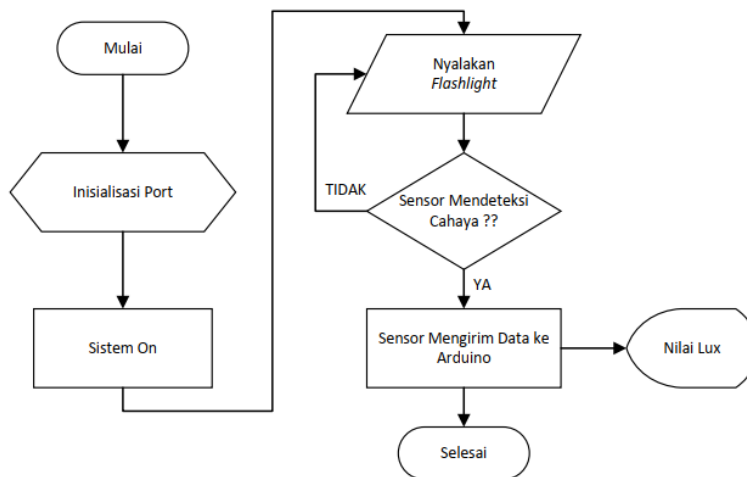 Mulai
Inisialisasi Port
Sistem On
Nyalakan
Flashlight
TIDAK
Sensor Mendeteksi
Cahaya ??
YA
Sensor Mengirim Data ke
Arduino
Nilai Lux
Selesai